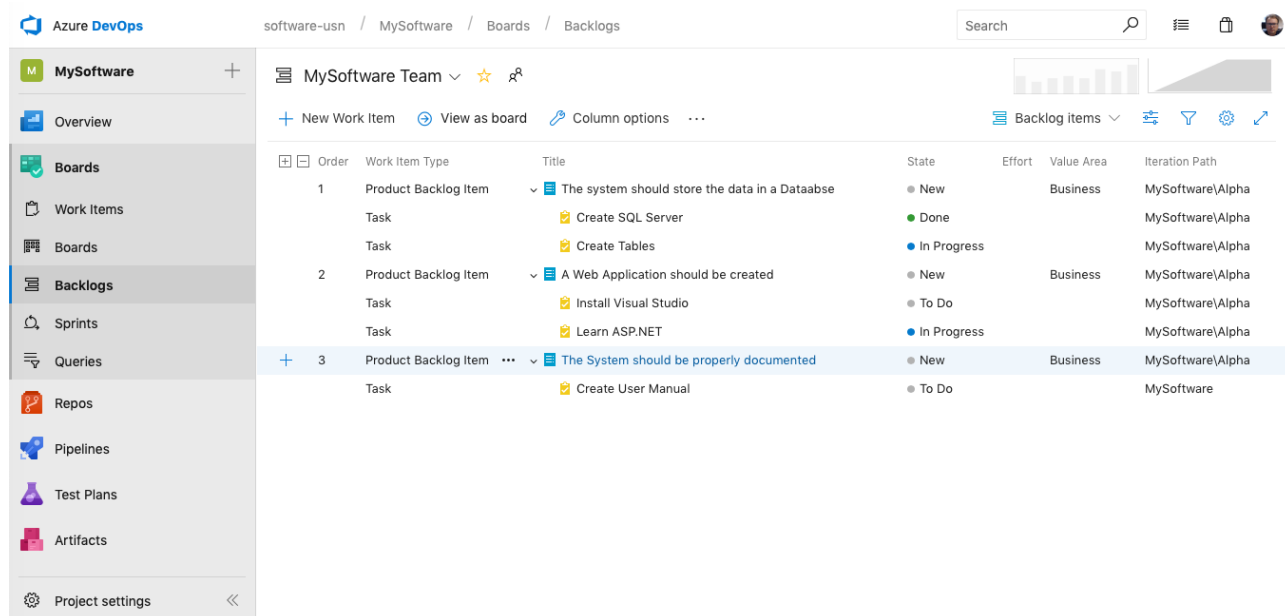 Azure DevOps
software-usn / MySoftware / Boards / Backlogs
Search
M MySoftware
Overview
Boards
Work Items
Boards
Backlogs
Sprints
Queries
Repos
Pipelines
Test Plans
Artifacts
Project settings
MySoftware Team
New Work Item View as board Column options ...
Backlog items
Order Work Item Type Title State Effort Value Area Iteration Path
1 Product Backlog Item The system should store the data in a Dataabse New Business MySoftware\Alpha
Task Create SQL Server Done MySoftware\Alpha
Task Create Tables In Progress MySoftware\Alpha
2 Product Backlog Item A Web Application should be created New Business MySoftware\Alpha
Task Install Visual Studio To Do MySoftware\Alpha
Task Learn ASP.NET In Progress MySoftware\Alpha
3 Product Backlog Item ... The System should be properly documented New Business MySoftware\Alpha
Task Create User Manual To Do MySoftware